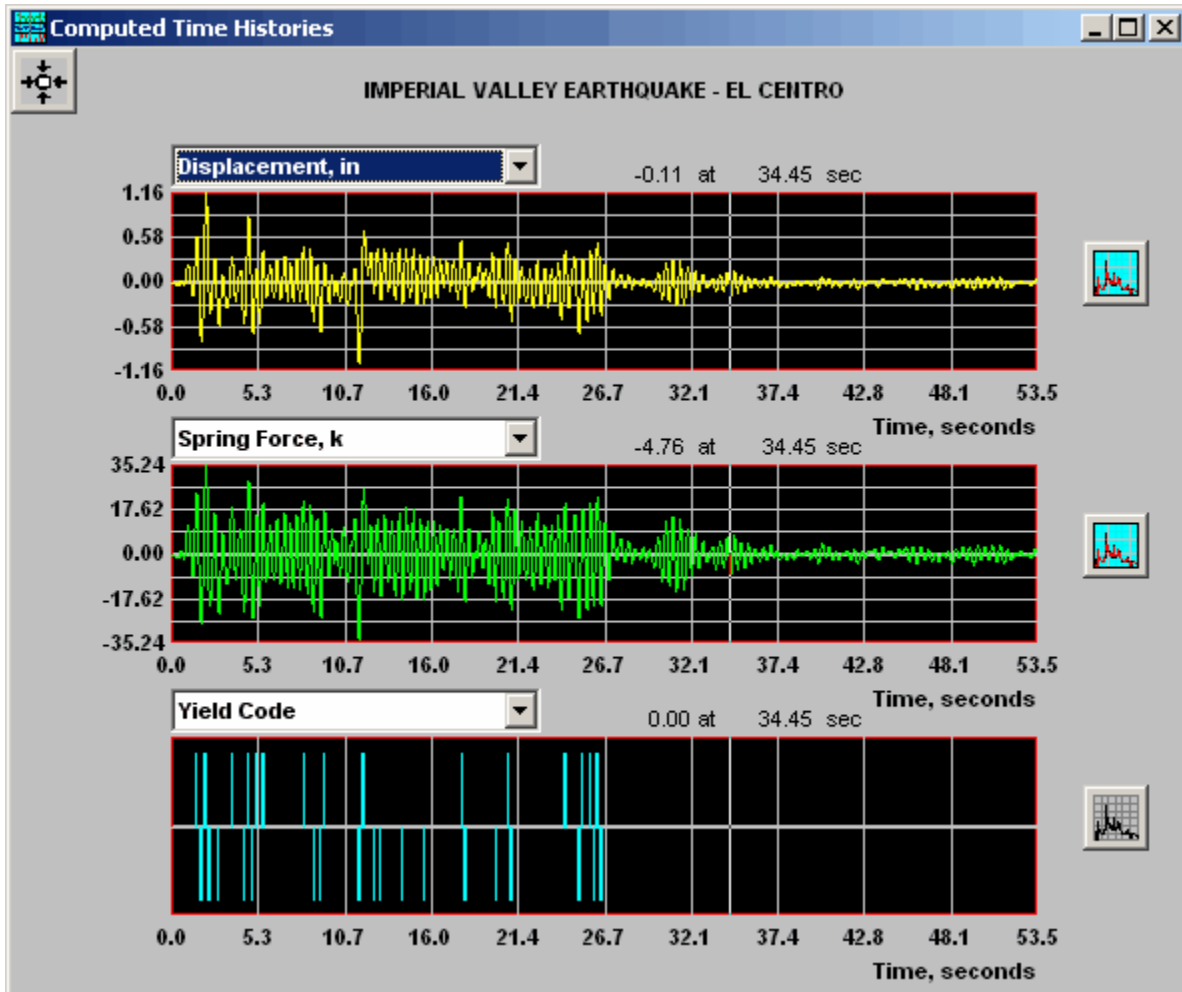 Computed Time Histories
IMPERIAL VALLEY EARTHQUAKE - EL CENTRO
Displacement, in
-0.11 at 34.45 sec
1.16
0.58
0.00
-0.58
-1.16
0.0 5.3 10.7 16.0 21.4 26.7 32.1 37.4 42.8 48.1 53.5
Time, seconds
Spring Force, k
-4.76 at 34.45 sec
35.24
17.62
0.00
-17.62
-35.24
0.0 5.3 10.7 16.0 21.4 26.7 32.1 37.4 42.8 48.1 53.5
Time, seconds
Yield Code
0.00 at 34.45 sec
0.0 5.3 10.7 16.0 21.4 26.7 32.1 37.4 42.8 48.1 53.5
Time, seconds